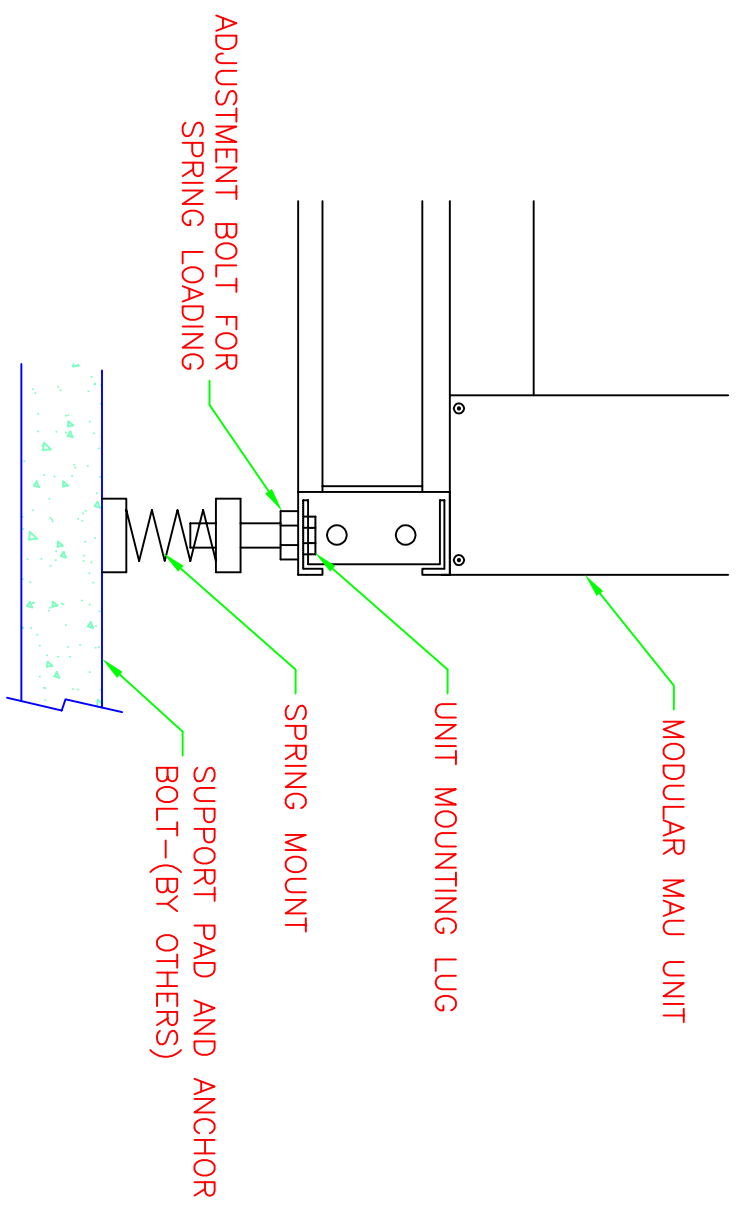 MODULAR MAU UNIT
UNIT MOUNTING LUG
SPRING MOUNT
ADJUSTMENT BOLT FOR
SPRING LOADING
SUPPORT PAD AND ANCHOR
BOLT-(BY OTHERS)